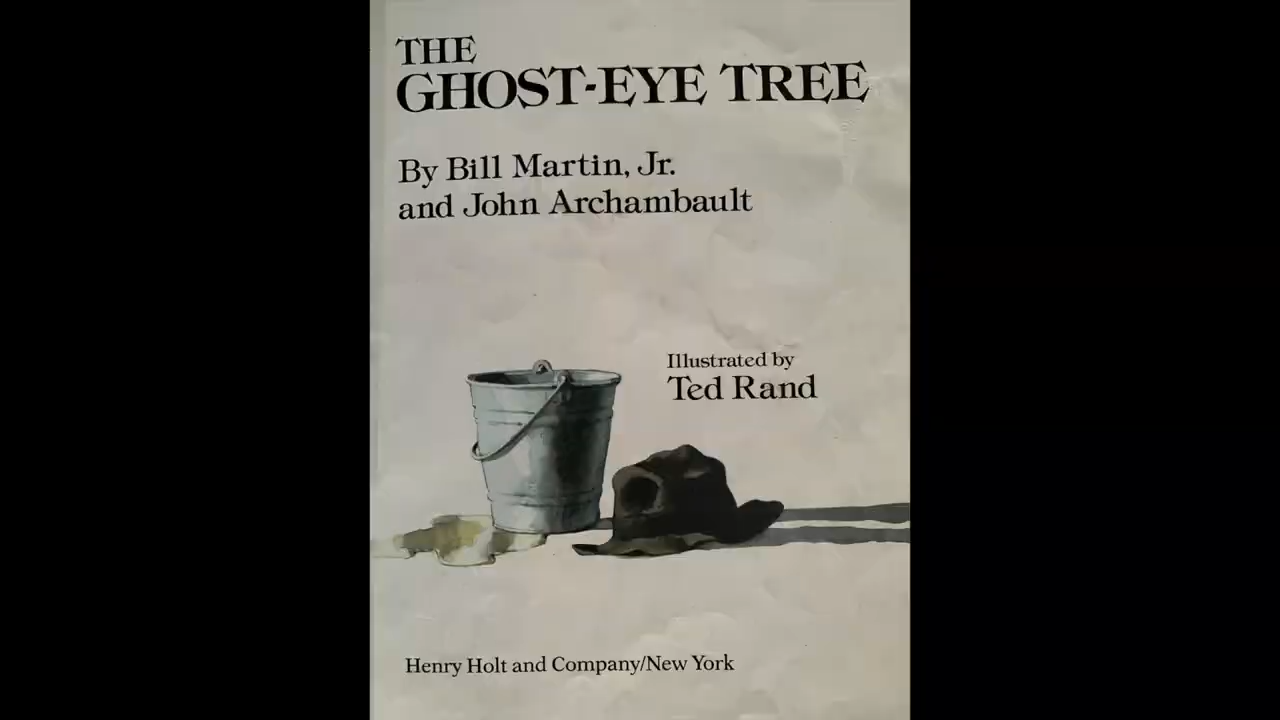 THE
GHOST-EYE TREE
By Bill Martin, Jr.
and John Archambault
Illustrated by
Ted Rand
Henry Holt and Company/New York